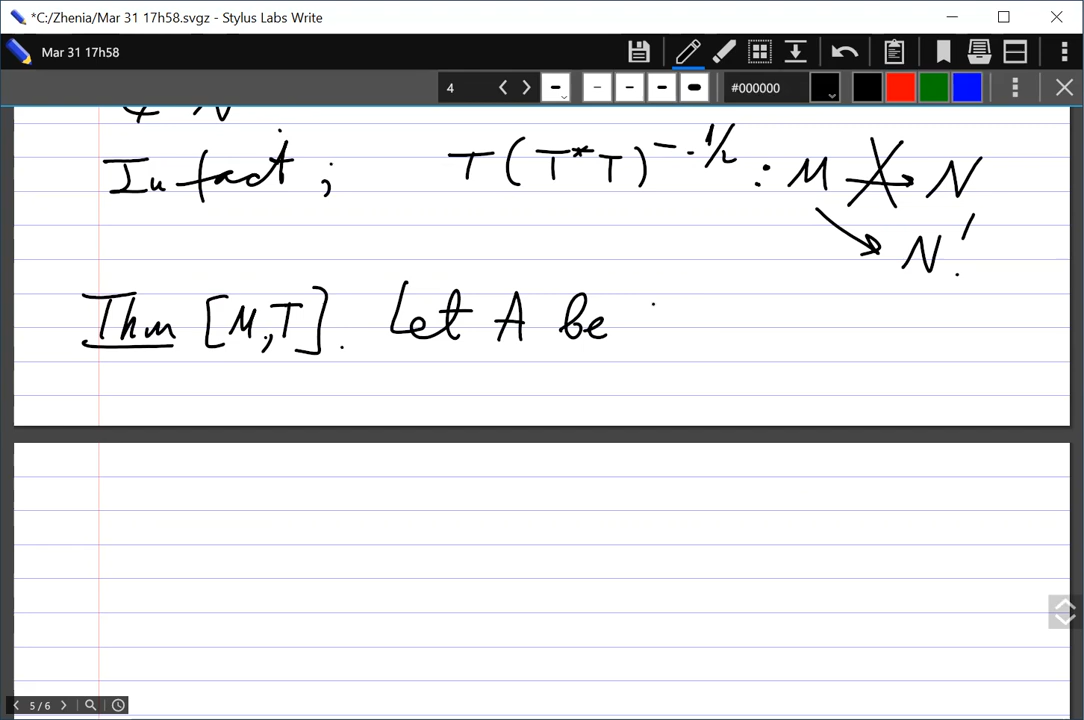 *C:/Zhenia/Mar 31 17h58.svgz - Stylus Labs Write
Mar 31 17h58
4
#000000
In fact; T(T*T)^-1/2 : M → N
N!
Thm [M,T]. Let A be
5/6